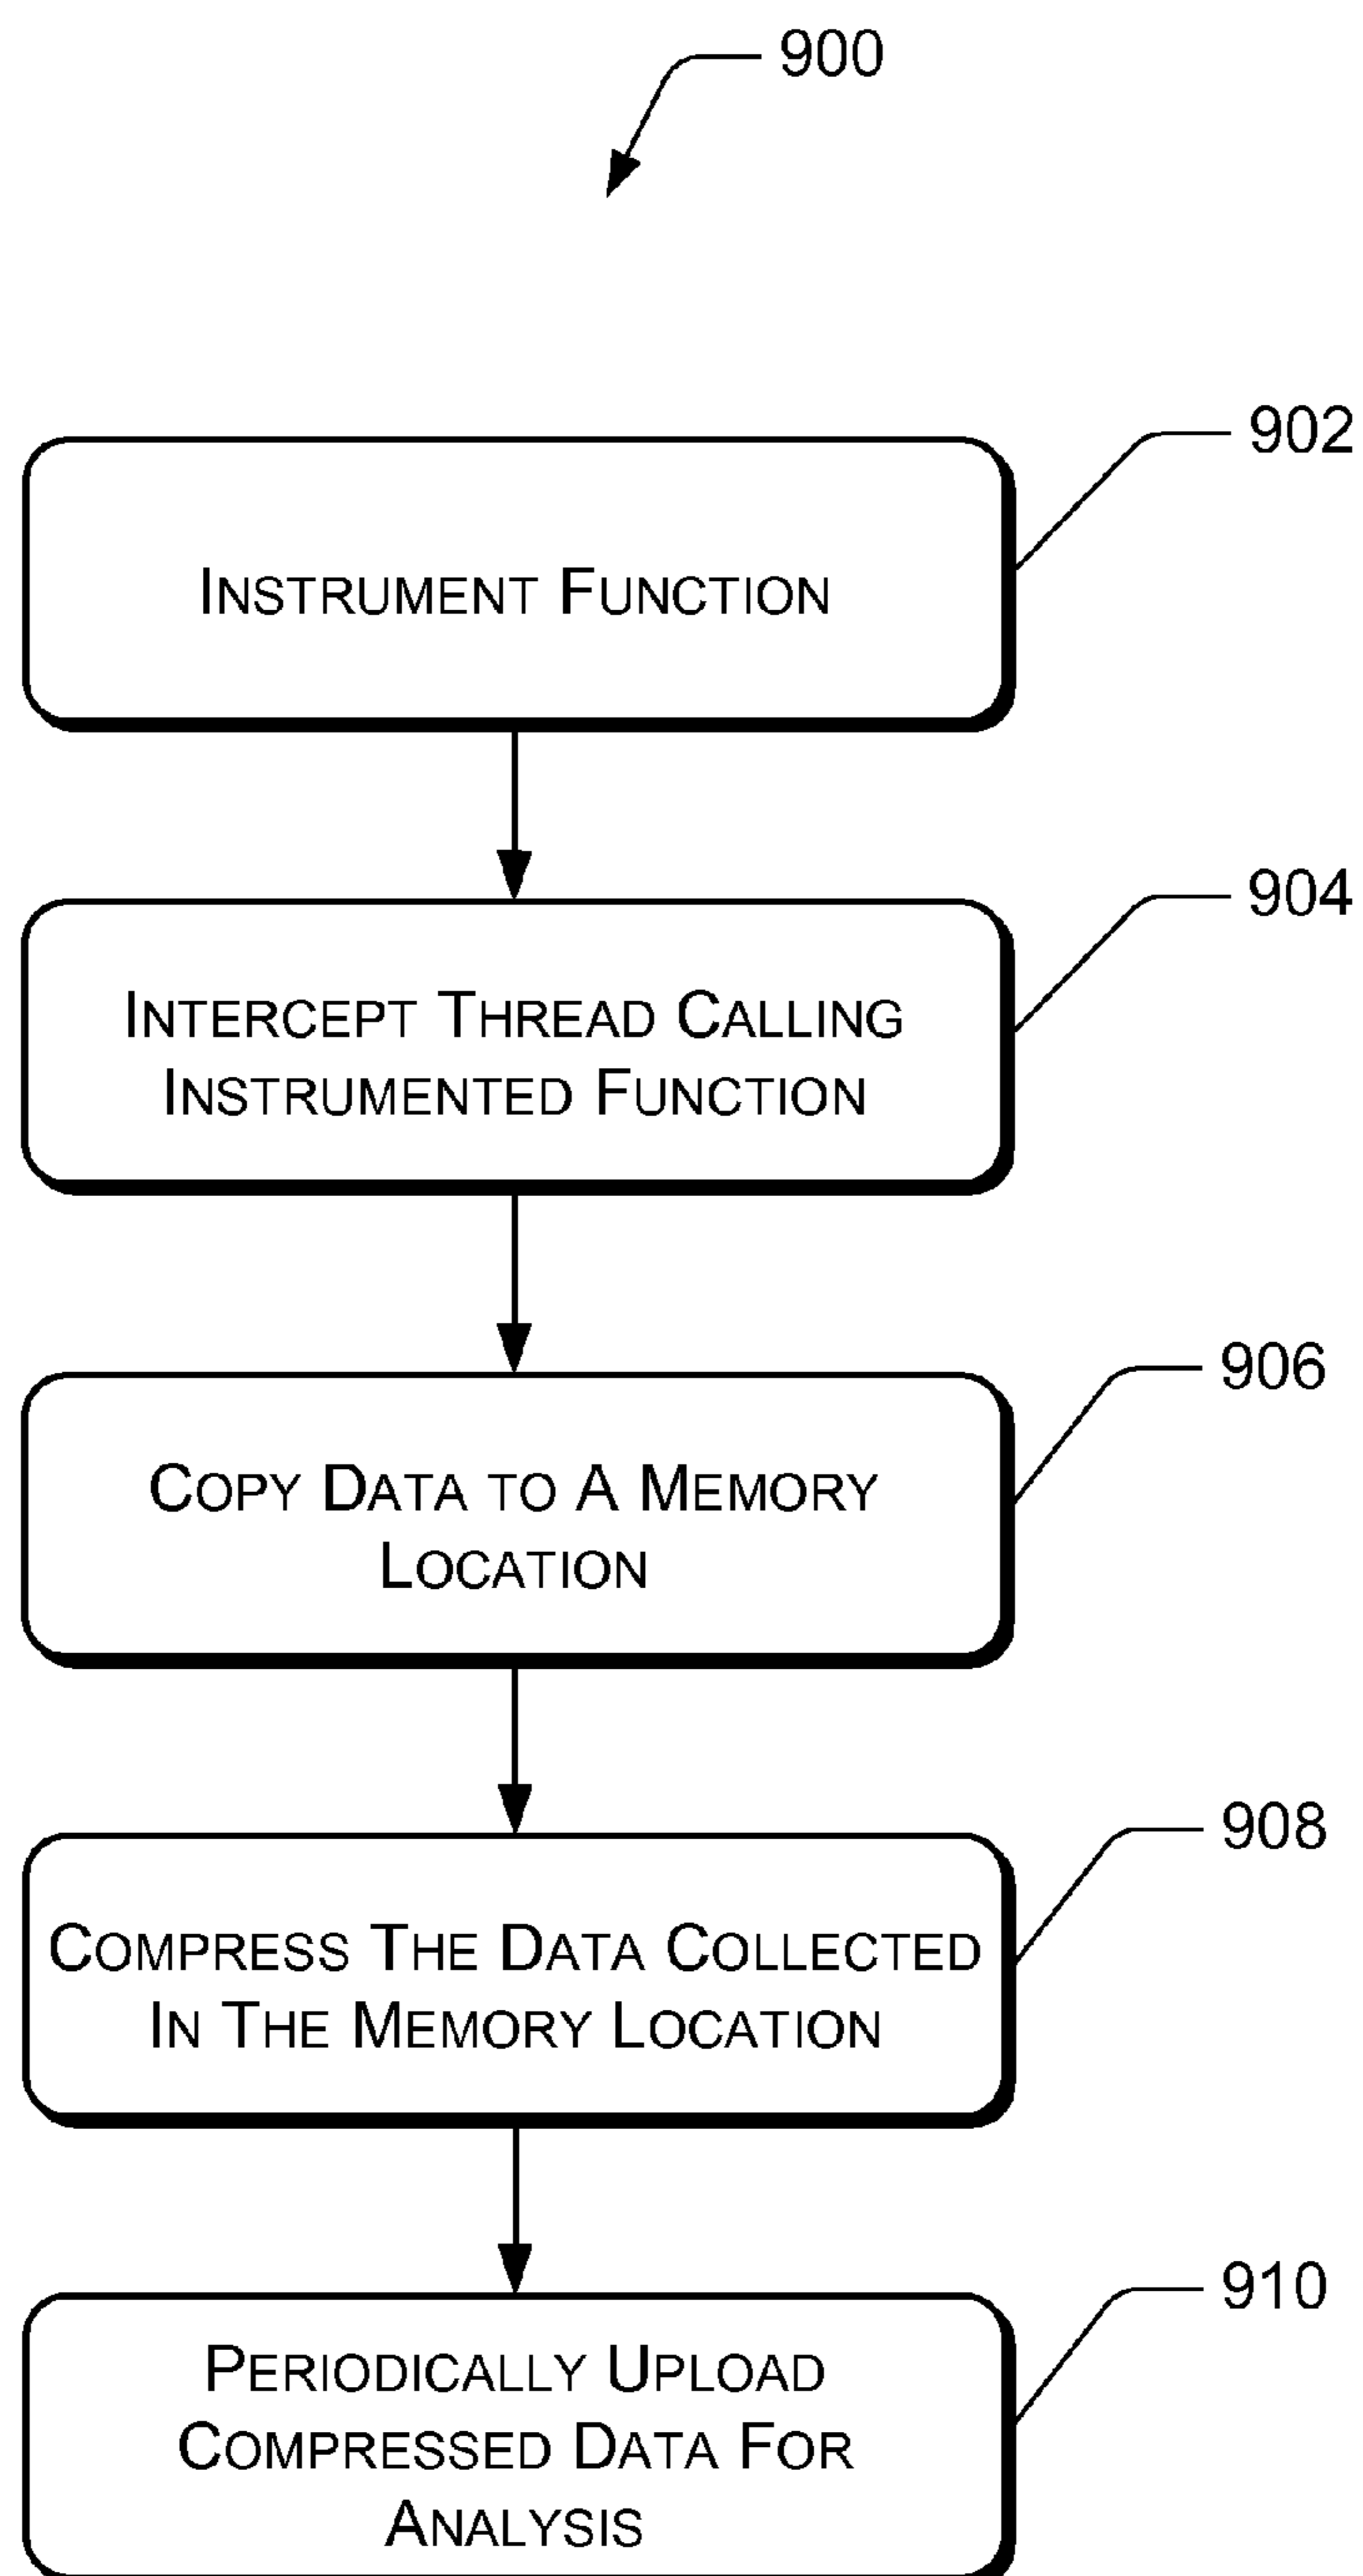 900
902
INSTRUMENT FUNCTION
904
INTERCEPT THREAD CALLING
INSTRUMENTED FUNCTION
906
COPY DATA TO A MEMORY
LOCATION
908
COMPRESS THE DATA COLLECTED
IN THE MEMORY LOCATION
910
PERIODICALLY UPLOAD
COMPRESSED DATA FOR
ANALYSIS